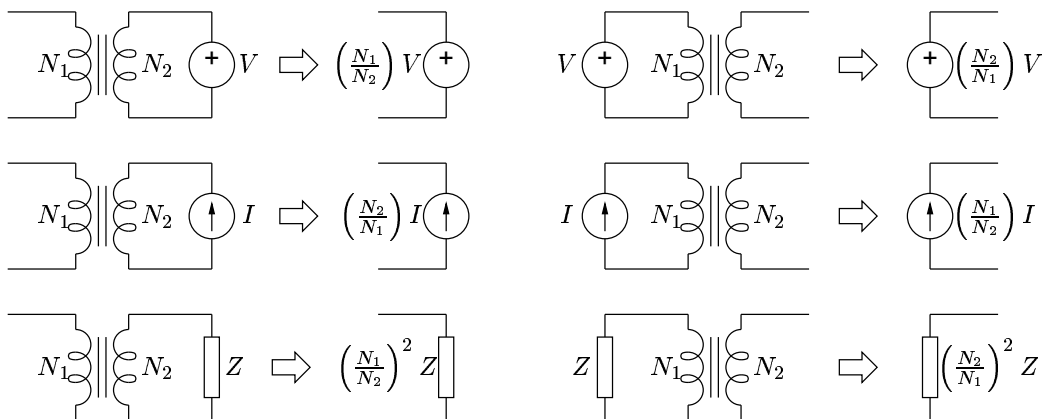 N₁ N₂ + V (N₁/N₂) V + V + N₁ N₂ + (N₂/N₁) V
N₁ N₂ I (N₂/N₁) I I N₁ N₂ (N₁/N₂) I
N₁ N₂ Z (N₁/N₂)² Z Z N₁ N₂ (N₂/N₁)² Z